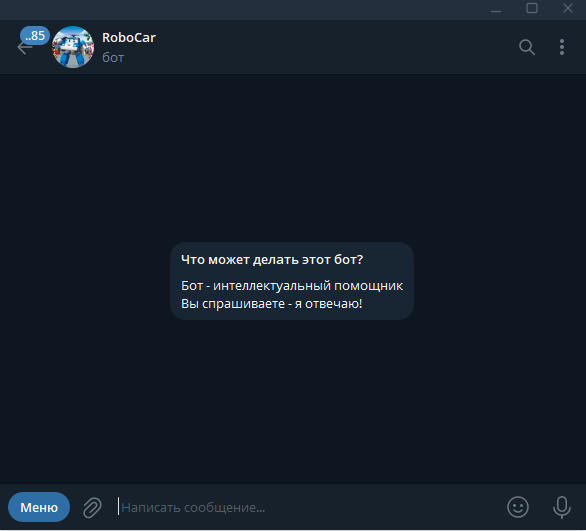 ..85
RoboCar
бот
Что может делать этот бот?
Бот - интеллектуальный помощник
Вы спрашиваете - я отвечаю!
Меню
Написать сообщение...